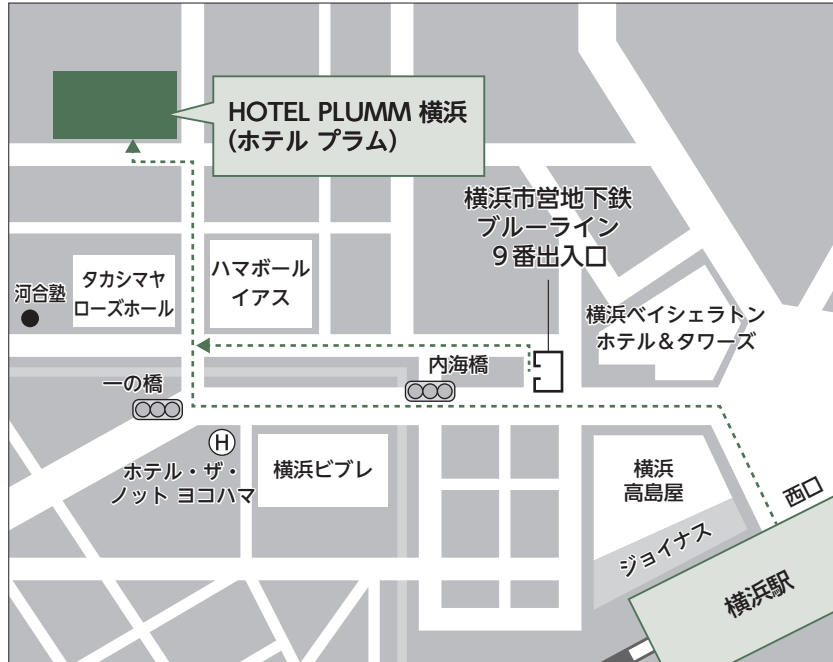 HOTEL PLUMM 横浜
(ホテル プラム)
横浜市営地下鉄
ブルーライン
9番出入口
河合塾
タカシマヤ
ローズホール
ハマボール
イアス
横浜ベイシェラトン
ホテル&タワーズ
内海橋
一の橋
H
ホテル・ザ・
ノット ヨコハマ
横浜ビブレ
横浜
高島屋
ジョイナス
西口
横浜駅